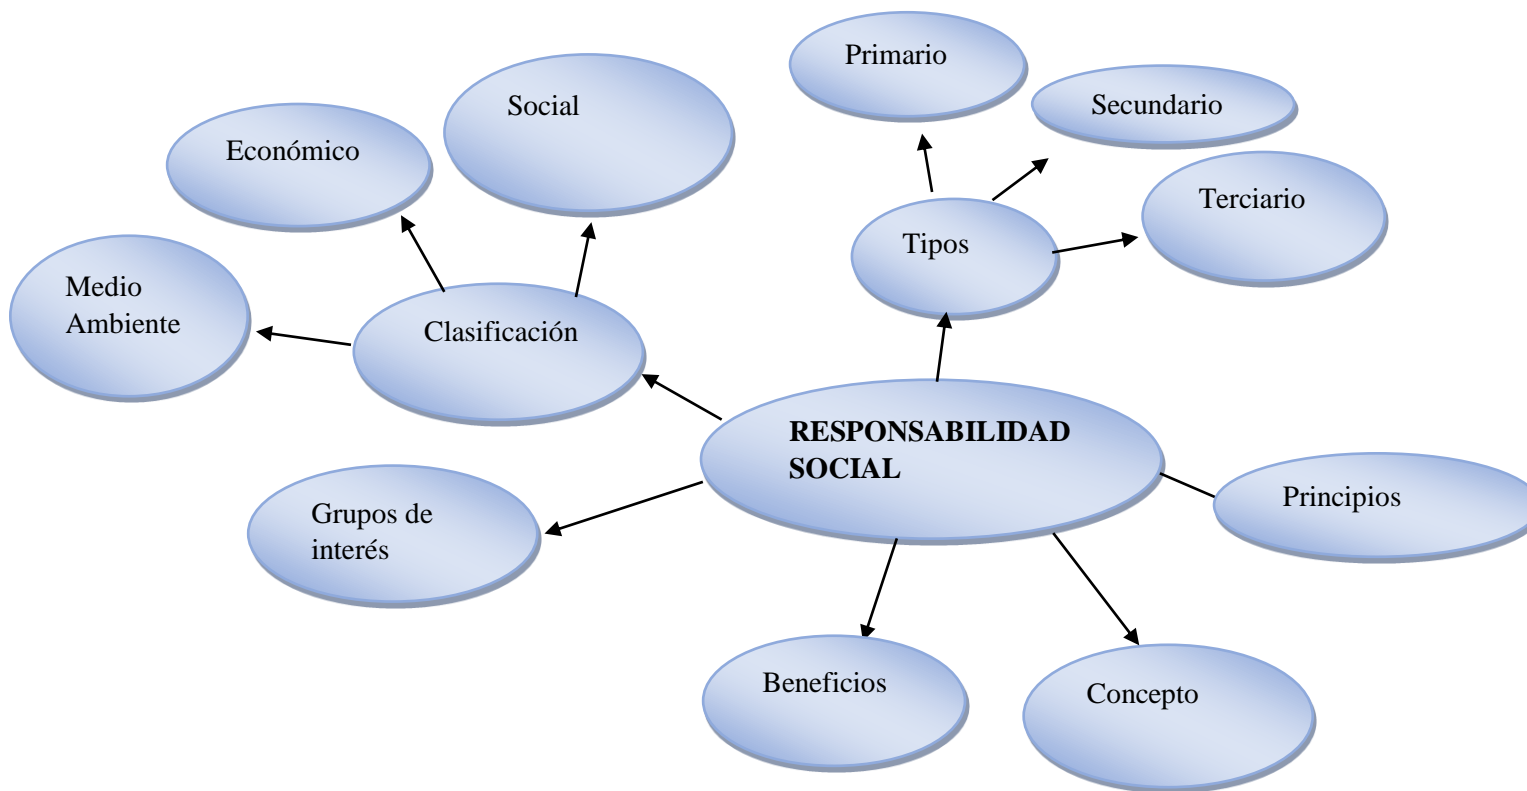 Primario
Social
Secundario
Económico
Terciario
Tipos
Medio
Ambiente
Clasificación
RESPONSABILIDAD
SOCIAL
Principios
Grupos de
interés
Beneficios
Concepto